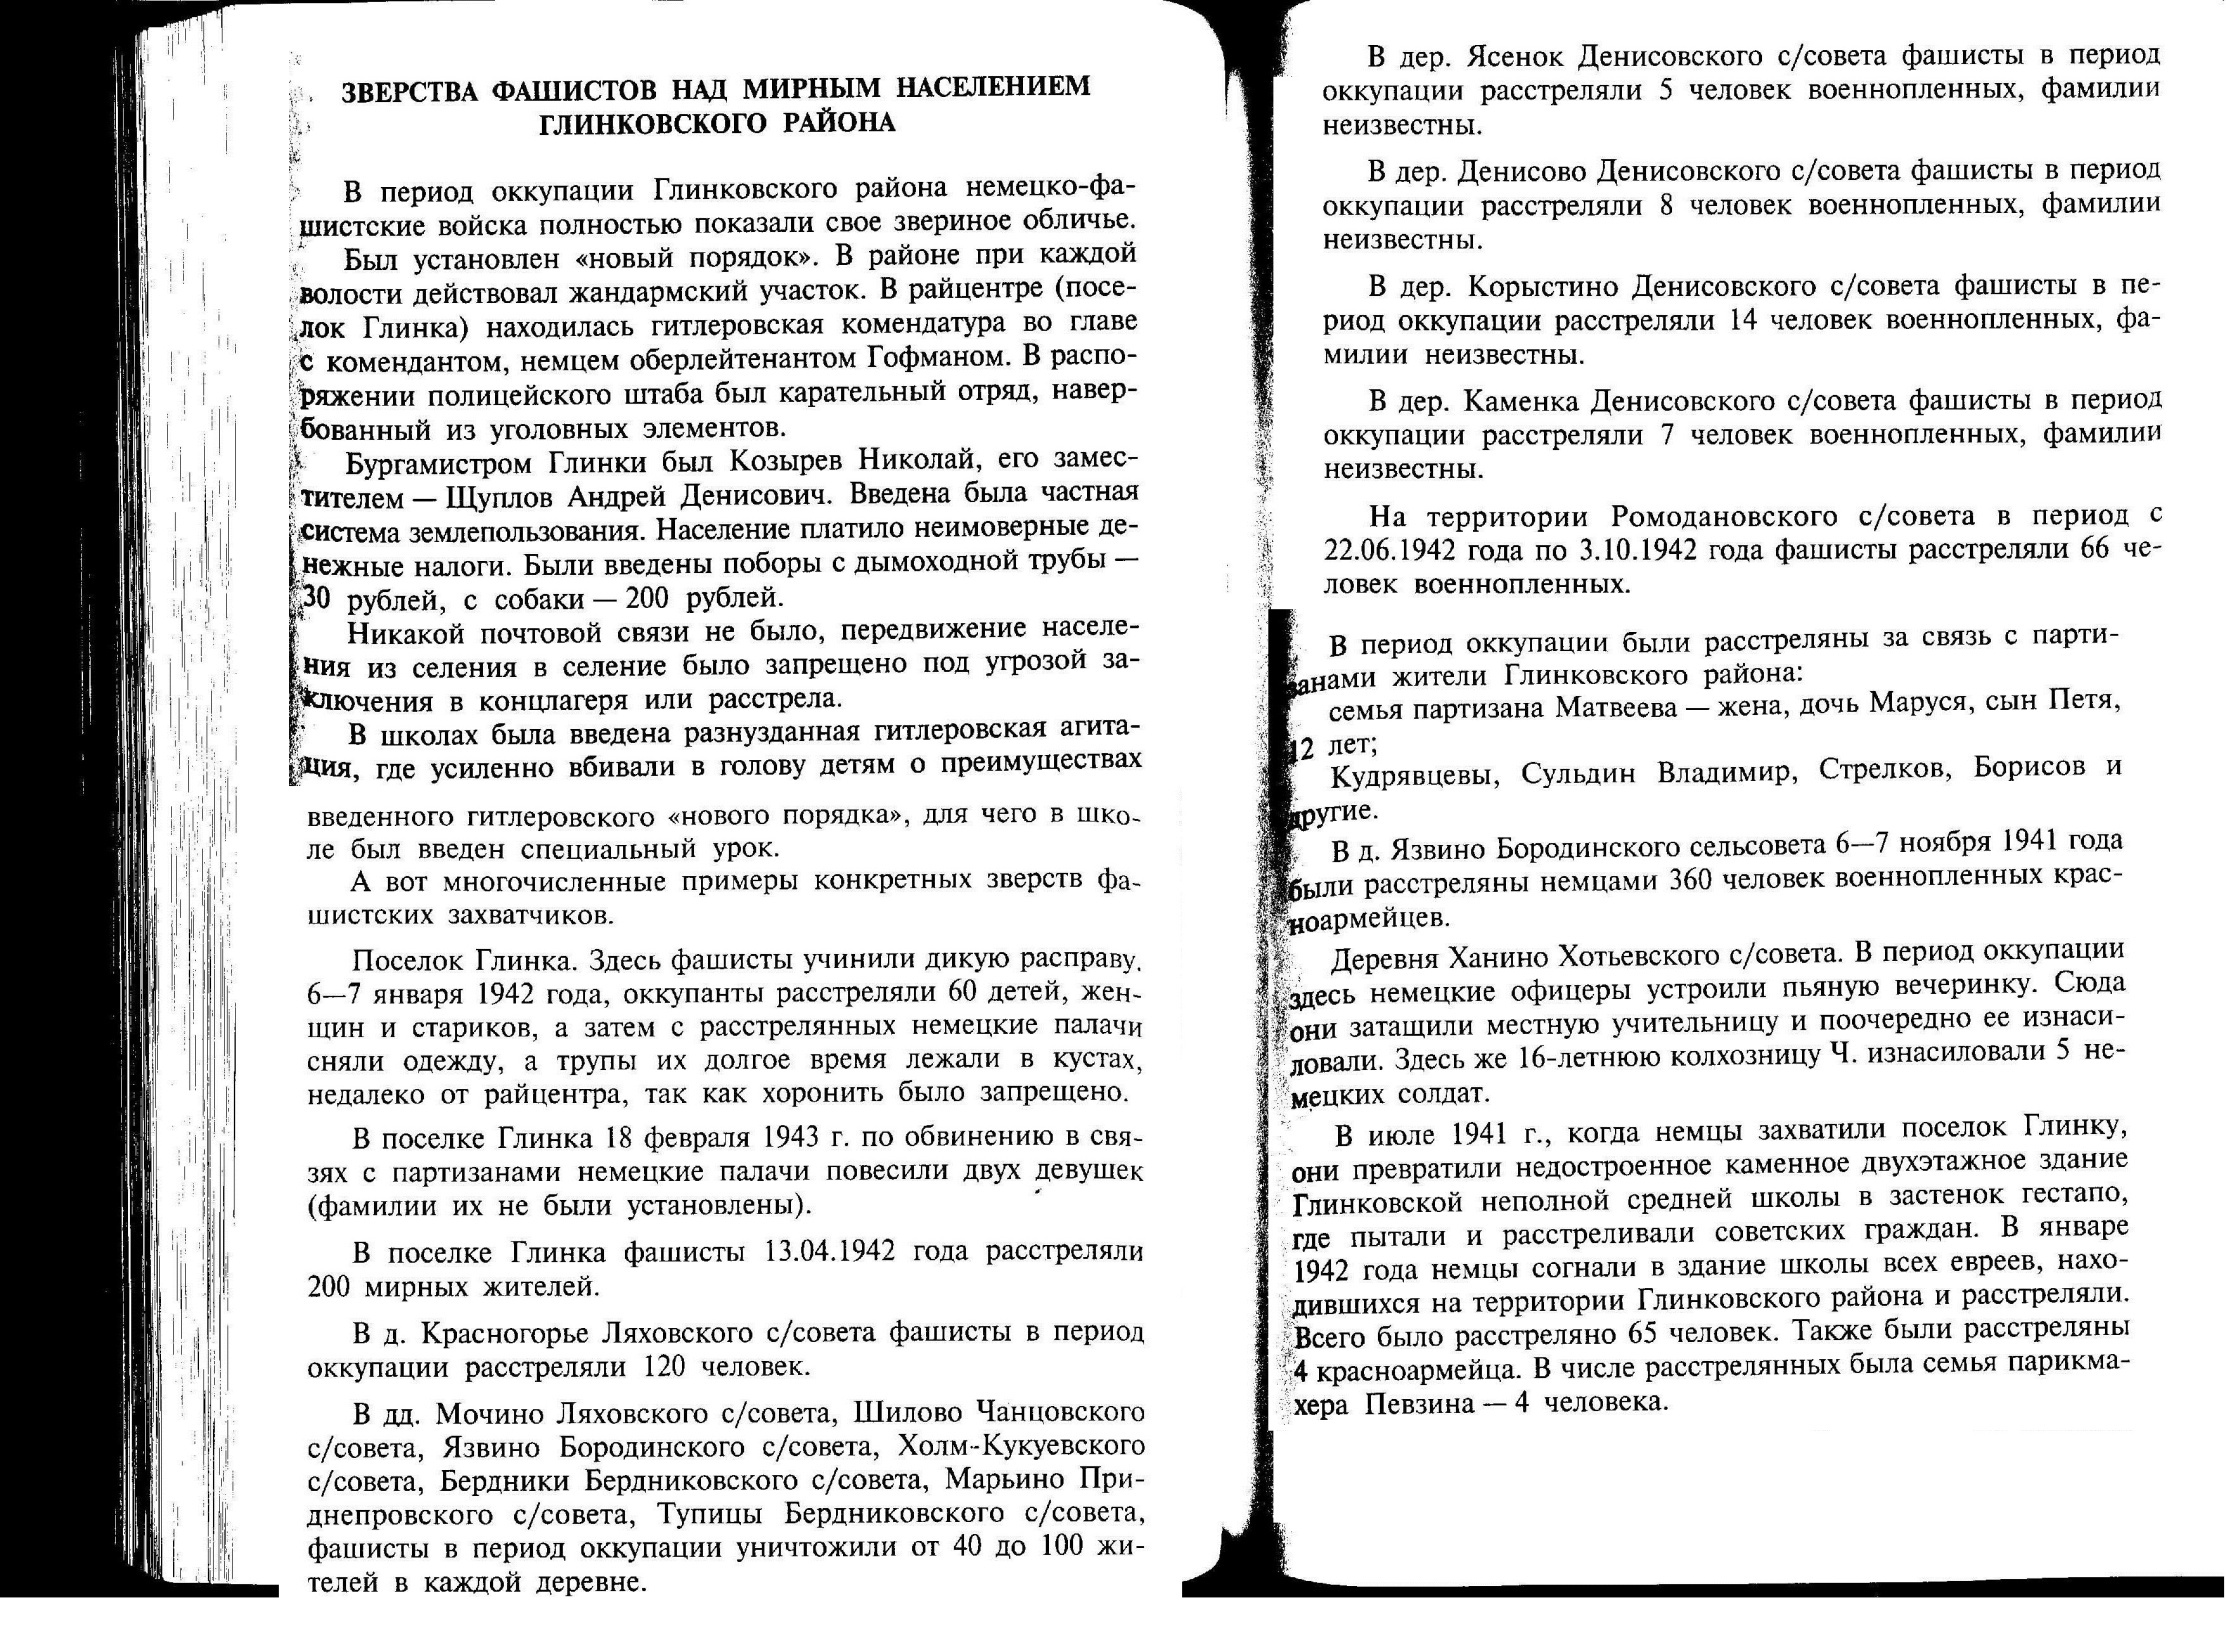 ЗВЕРСТВА ФАШИСТОВ НАД МИРНЫМ НАСЕЛЕНИЕМ
ГЛИНКОВСКОГО РАЙОНА
В период оккупации Глинковского района немецко-фа-
шистские войска полностью показали свое звериное обличье.
Был установлен «новый порядок». В районе при каждой
волости действовал жандармский участок. В райцентре (посе-
лок Глинка) находилась гитлеровская комендатура во главе
с комендантом, немцем оберлейтенантом Гофманом. В распо-
ряжении полицейского штаба был карательный отряд, навер-
бованный из уголовных элементов.
Бургамистром Глинки был Козырев Николай, его замес-
тителем — Щуплов Андрей Денисович. Введена была частная
система землепользования. Население платило неимоверные де-
нежные налоги. Были введены поборы с дымоходной трубы —
30 рублей, с собаки — 200 рублей.
Никакой почтовой связи не было, передвижение населе-
ния из селения в селение было запрещено под угрозой за-
ключения в концлагеря или расстрела.
В школах была введена разнузданная гитлеровская агита-
ция, где усиленно вбивали в голову детям о преимуществах
введенного гитлеровского «нового порядка», для чего в шко-
ле был введен специальный урок.
А вот многочисленные примеры конкретных зверств фа-
шистских захватчиков.
Поселок Глинка. Здесь фашисты учинили дикую расправу.
6—7 января 1942 года, оккупанты расстреляли 60 детей, жен-
щин и стариков, а затем с расстрелянных немецкие палачи
сняли одежду, а трупы их долгое время лежали в кустах,
недалеко от райцентра, так как хоронить было запрещено.
В поселке Глинка 18 февраля 1943 г. по обвинению в свя-
зях с партизанами немецкие палачи повесили двух девушек
(фамилии их не были установлены).
В поселке Глинка фашисты 13.04.1942 года расстреляли
200 мирных жителей.
В д. Красногорье Ляховского с/совета фашисты в период
оккупации расстреляли 120 человек.
В дд. Мочино Ляховского с/совета, Шилово Чанцовского
с/совета, Язвино Бородинского с/совета, Холм-Кукуевского
с/совета, Бердники Бердниковского с/совета, Марьино При-
днепровского с/совета, Тупицы Бердниковского с/совета,
фашисты в период оккупации уничтожили от 40 до 100 жи-
телей в каждой деревне.
В дер. Ясенок Денисовского с/совета фашисты в период
оккупации расстреляли 5 человек военнопленных, фамилии
неизвестны.
В дер. Денисово Денисовского с/совета фашисты в период
оккупации расстреляли 8 человек военнопленных, фамилии
неизвестны.
В дер. Корыстино Денисовского с/совета фашисты в пе-
риод оккупации расстреляли 14 человек военнопленных, фа-
милии неизвестны.
В дер. Каменка Денисовского с/совета фашисты в период
оккупации расстреляли 7 человек военнопленных, фамилии
неизвестны.
На территории Ромодановского с/совета в период с
22.06.1942 года по 3.10.1942 года фашисты расстреляли 66 че-
ловек военнопленных.
В период оккупации были расстреляны за связь с парти-
занами жители Глинковского района:
семья партизана Матвеева — жена, дочь Маруся, сын Петя,
12 лет;
Кудрявцевы, Сульдин Владимир, Стрелков, Борисов и
другие.
В д. Язвино Бородинского сельсовета 6—7 ноября 1941 года
были расстреляны немцами 360 человек военнопленных крас-
ноармейцев.
Деревня Ханино Хотьевского с/совета. В период оккупации
здесь немецкие офицеры устроили пьяную вечеринку. Сюда
они затащили местную учительницу и поочередно ее изнаси-
ловали. Здесь же 16-летнюю колхозницу Ч. изнасиловали 5 не-
мецких солдат.
В июле 1941 г., когда немцы захватили поселок Глинку,
они превратили недостроенное каменное двухэтажное здание
Глинковской неполной средней школы в застенок гестапо,
где пытали и расстреливали советских граждан. В январе
1942 года немцы согнали в здание школы всех евреев, нахо-
дившихся на территории Глинковского района и расстреляли.
Всего было расстреляно 65 человек. Также были расстреляны
4 красноармейца. В числе расстрелянных была семья парикма-
хера Певзина — 4 человека.